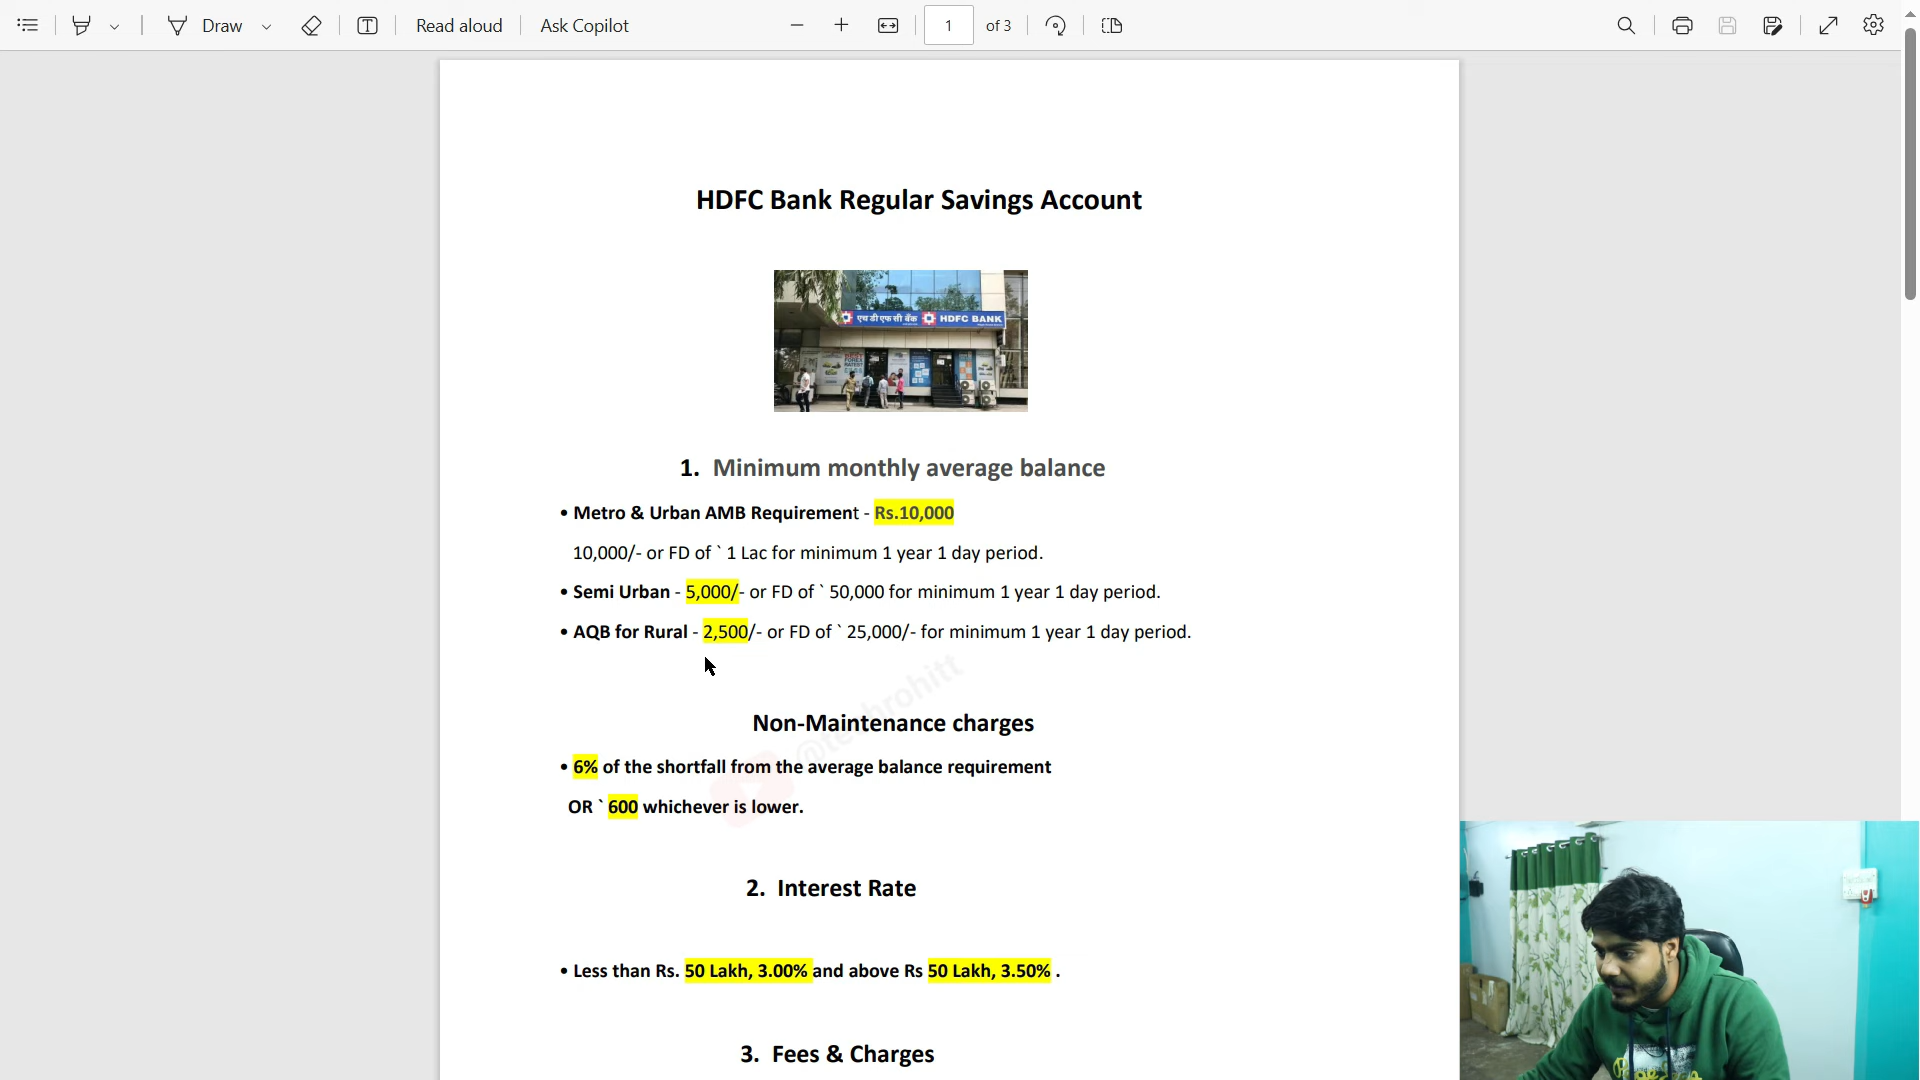 Draw
Read aloud
Ask Copilot
1
of 3
HDFC Bank Regular Savings Account
एच डी एफ सी बैंक HDFC BANK
1. Minimum monthly average balance
• Metro & Urban AMB Requirement - Rs.10,000
10,000/- or FD of ` 1 Lac for minimum 1 year 1 day period.
• Semi Urban - 5,000/- or FD of ` 50,000 for minimum 1 year 1 day period.
• AQB for Rural - 2,500/- or FD of ` 25,000/- for minimum 1 year 1 day period.
Non-Maintenance charges
• 6% of the shortfall from the average balance requirement
OR ` 600 whichever is lower.
2. Interest Rate
• Less than Rs. 50 Lakh, 3.00% and above Rs 50 Lakh, 3.50% .
3. Fees & Charges